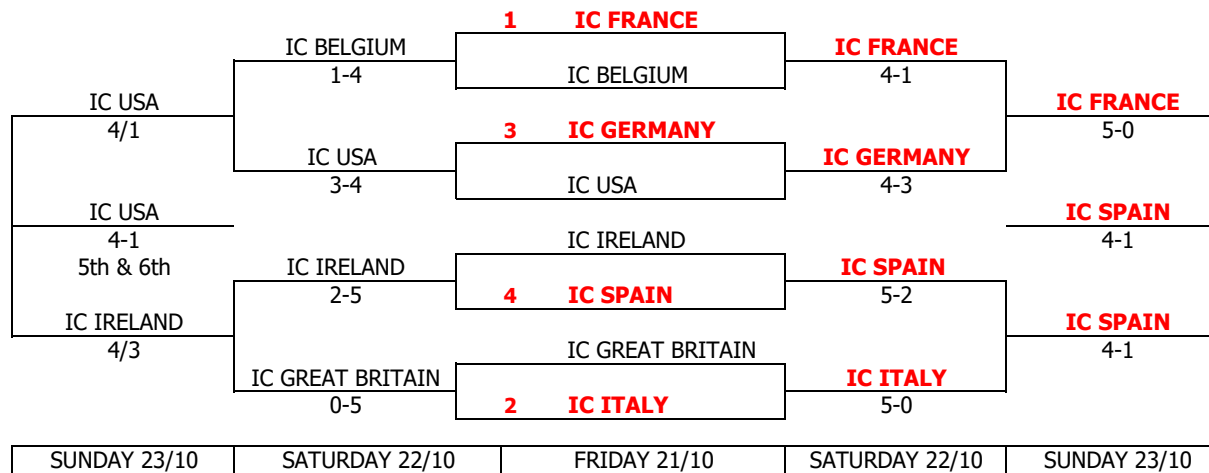 1 IC FRANCE
IC BELGIUM IC FRANCE
1-4 IC BELGIUM 4-1
IC USA IC FRANCE
4/1 3 IC GERMANY 5-0
IC USA IC GERMANY
3-4 IC USA 4-3
IC USA IC SPAIN
4-1 IC IRELAND 4-1
5th & 6th IC IRELAND IC SPAIN
2-5 4 IC SPAIN 5-2
IC IRELAND IC SPAIN
4/3 IC GREAT BRITAIN 4-1
IC GREAT BRITAIN IC ITALY
0-5 2 IC ITALY 5-0
SUNDAY 23/10 SATURDAY 22/10 FRIDAY 21/10 SATURDAY 22/10 SUNDAY 23/10